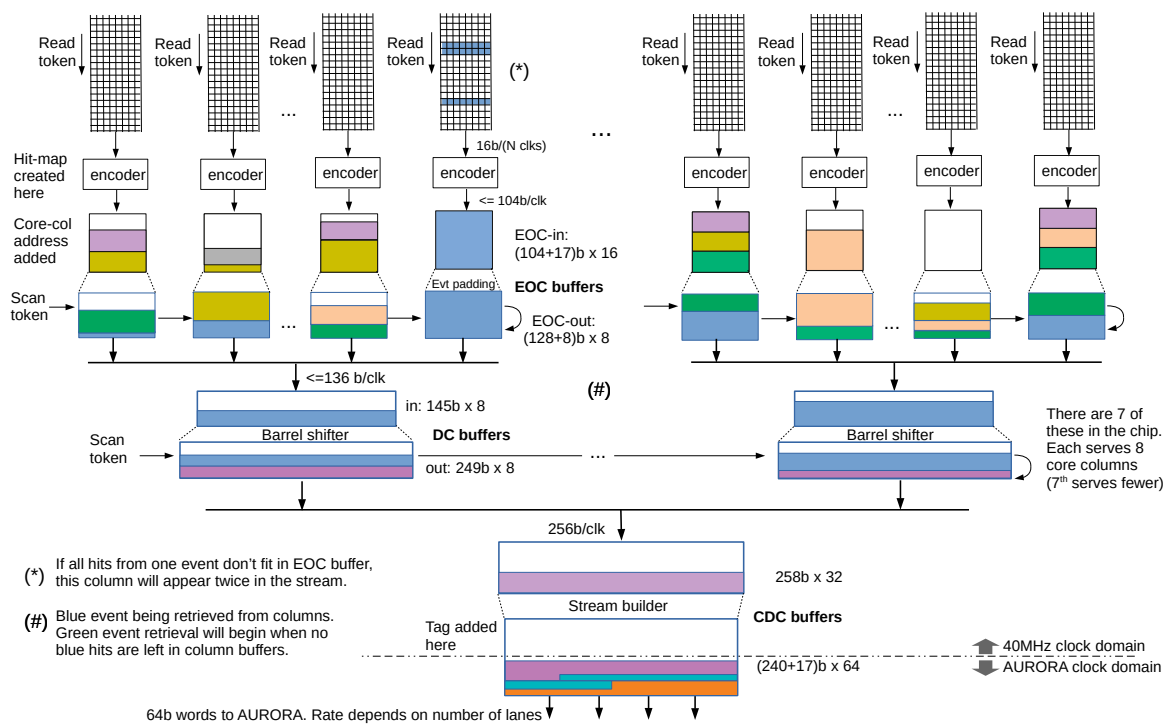 Read
token
Read
token
Read
token
Read
token
(*)
Read
token
Read
token
Read
token
Read
token
...
...
...
16b/(N clks)
Hit-map
created
here
encoder
encoder
encoder
encoder
encoder
encoder
encoder
encoder
<= 104b/clk
Core-col
address
added
EOC-in:
(104+17)b x 16
Evt padding
EOC buffers
Scan
token
...
EOC-out:
(128+8)b x 8
...
<=136 b/clk
(#)
in: 145b x 8
Barrel shifter
DC buffers
Barrel shifter
Scan
token
out: 249b x 8
...
There are 7 of
these in the chip.
Each serves 8
core columns
(7th serves fewer)
256b/clk
(*) If all hits from one event don't fit in EOC buffer,
this column will appear twice in the stream.
258b x 32
(#) Blue event being retrieved from columns.
Green event retrieval will begin when no
blue hits are left in column buffers.
Stream builder
CDC buffers
Tag added
here
40MHz clock domain
(240+17)b x 64
AURORA clock domain
64b words to AURORA. Rate depends on number of lanes